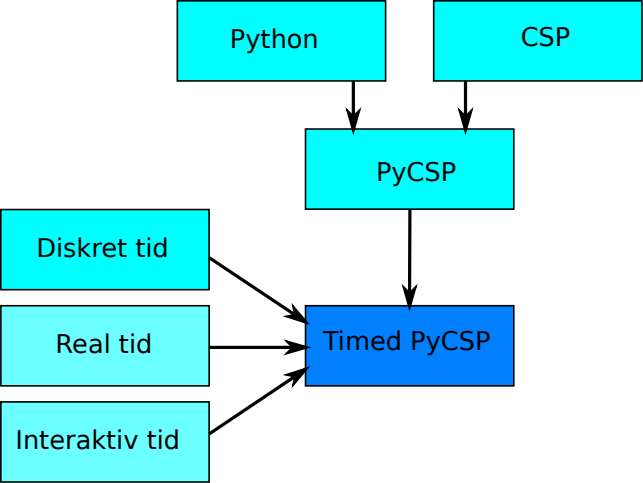 Python
CSP
PyCSP
Diskret tid
Real tid
Timed PyCSP
Interaktiv tid